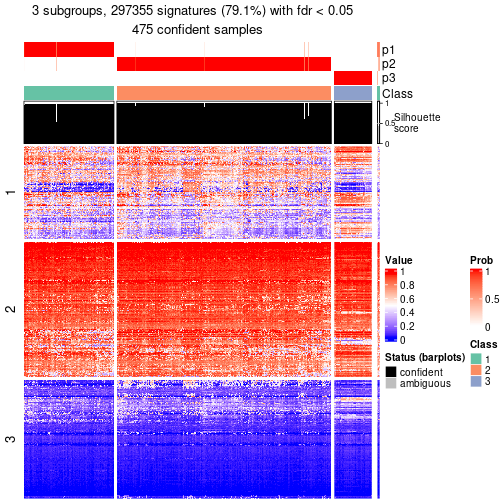 3 subgroups, 297355 signatures (79.1%) with fdr < 0.05
475 confident samples
p1
p2
p3
Class
1
0.5
0
Silhouette
score
1
2
3
Value
1
0.8
0.6
0.4
0.2
0
Status (barplots)
confident
ambiguous
Prob
1
0.5
0
Class
1
2
3